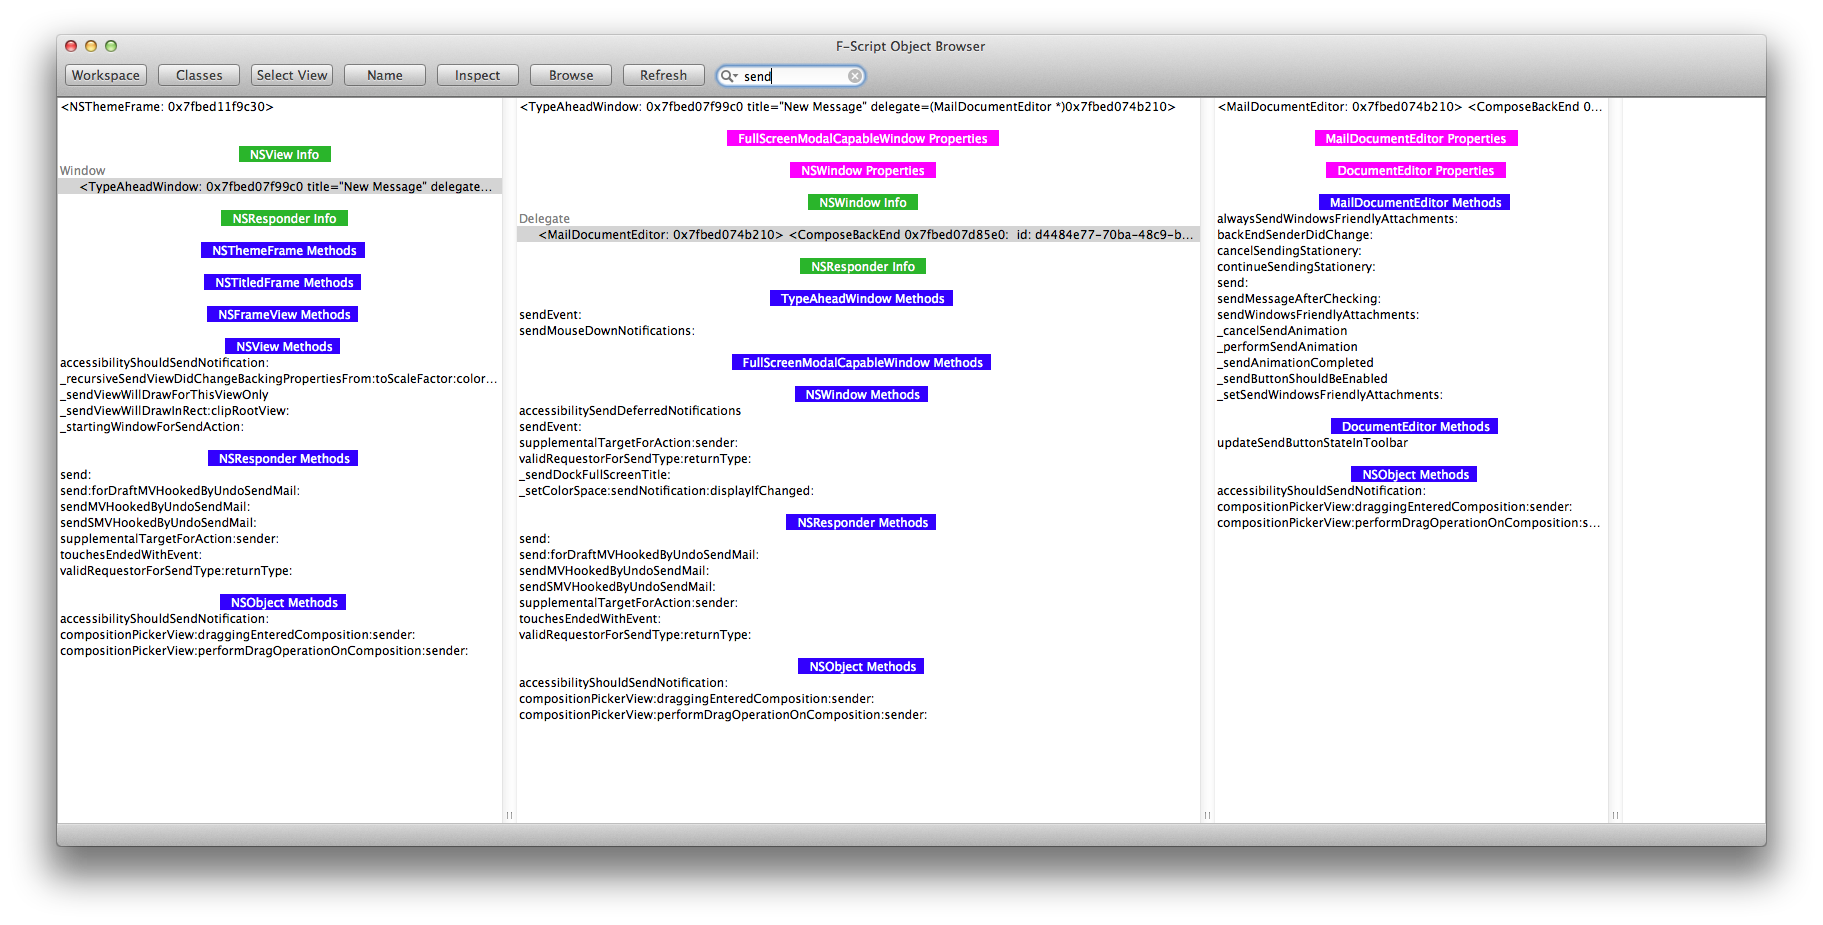 F-Script Object Browser
Workspace Classes Select View Name Inspect Browse Refresh send
<NSThemeFrame: 0x7fbed11f9c30>
NSView Info
Window
<TypeAheadWindow: 0x7fbed07f99c0 title="New Message" delegate...
NSResponder Info
NSThemeFrame Methods
NSTitledFrame Methods
NSFrameView Methods
NSView Methods
accessibilityShouldSendNotification:
_recursiveSendViewDidChangeBackingPropertiesFrom:toScaleFactor:color...
_sendViewWillDrawForThisViewOnly
_sendViewWillDrawInRect:clipRootView:
_startingWindowForSendAction:
NSResponder Methods
send:
send:forDraftMVHookedByUndoSendMail:
sendMVHookedByUndoSendMail:
sendSMVHookedByUndoSendMail:
supplementalTargetForAction:sender:
touchesEndedWithEvent:
validRequestorForSendType:returnType:
NSObject Methods
accessibilityShouldSendNotification:
compositionPickerView:draggingEnteredComposition:sender:
compositionPickerView:performDragOperationOnComposition:sender:
<TypeAheadWindow: 0x7fbed07f99c0 title="New Message" delegate=(MailDocumentEditor *)0x7fbed074b210>
FullScreenModalCapableWindow Properties
NSWindow Properties
NSWindow Info
Delegate
<MailDocumentEditor: 0x7fbed074b210> <ComposeBackEnd 0x7fbed07d85e0:  id: d4484e77-70ba-48c9-b...
NSResponder Info
TypeAheadWindow Methods
sendEvent:
sendMouseDownNotifications:
FullScreenModalCapableWindow Methods
NSWindow Methods
accessibilitySendDeferredNotifications
sendEvent:
supplementalTargetForAction:sender:
validRequestorForSendType:returnType:
_sendDockFullScreenTitle:
_setColorSpace:sendNotification:displayIfChanged:
NSResponder Methods
send:
send:forDraftMVHookedByUndoSendMail:
sendMVHookedByUndoSendMail:
sendSMVHookedByUndoSendMail:
supplementalTargetForAction:sender:
touchesEndedWithEvent:
validRequestorForSendType:returnType:
NSObject Methods
accessibilityShouldSendNotification:
compositionPickerView:draggingEnteredComposition:sender:
compositionPickerView:performDragOperationOnComposition:sender:
<MailDocumentEditor: 0x7fbed074b210> <ComposeBackEnd 0...
MailDocumentEditor Properties
DocumentEditor Properties
MailDocumentEditor Methods
alwaysSendWindowsFriendlyAttachments:
backEndSenderDidChange:
cancelSendingStationery:
continueSendingStationery:
send:
sendMessageAfterChecking:
sendWindowsFriendlyAttachments:
_cancelSendAnimation
_performSendAnimation
_sendAnimationCompleted
_sendButtonShouldBeEnabled
_setSendWindowsFriendlyAttachments:
DocumentEditor Methods
updateSendButtonStateInToolbar
NSObject Methods
accessibilityShouldSendNotification:
compositionPickerView:draggingEnteredComposition:sender:
compositionPickerView:performDragOperationOnComposition:s...